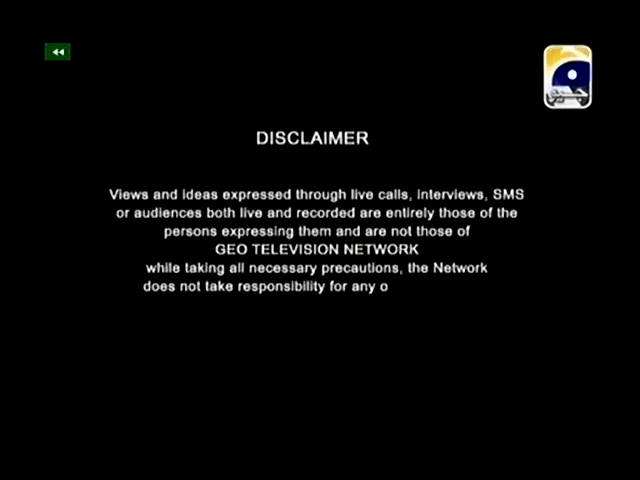 DISCLAIMER
Views and ideas expressed through live calls, interviews, SMS
or audiences both live and recorded are entirely those of the
persons expressing them and are not those of
GEO TELEVISION NETWORK
while taking all necessary precautions, the Network
does not take responsibility for any o